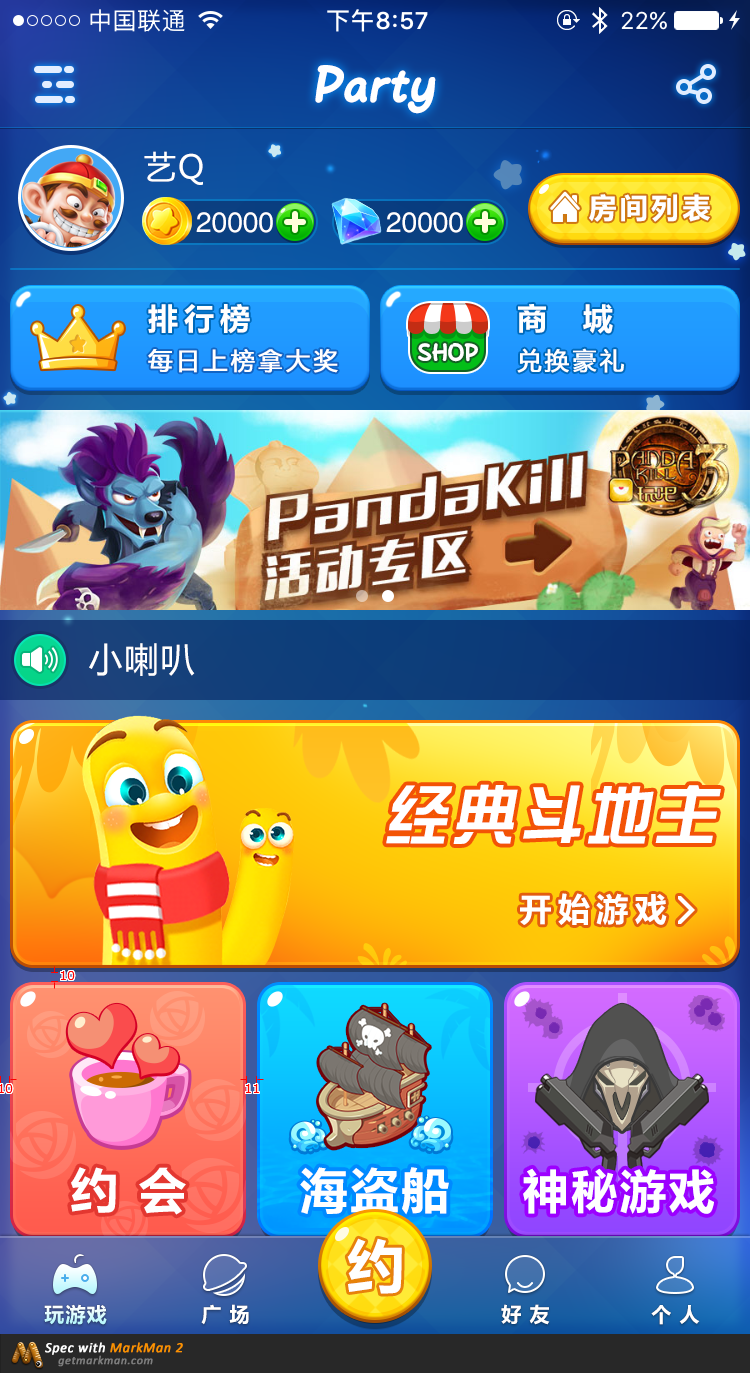 中国联通
下午8:57
22%
Party
艺Q
20000
20000
房间列表
排行榜
每日上榜拿大奖
SHOP
商 城
兑换豪礼
PandaKill
活动专区
PANDA
KILL
3
玩吧
小喇叭
经典斗地主
开始游戏
10
10
11
约 会
海盗船
神秘游戏
玩游戏
广 场
约
好 友
个 人
Spec with MarkMan 2
getmarkman.com